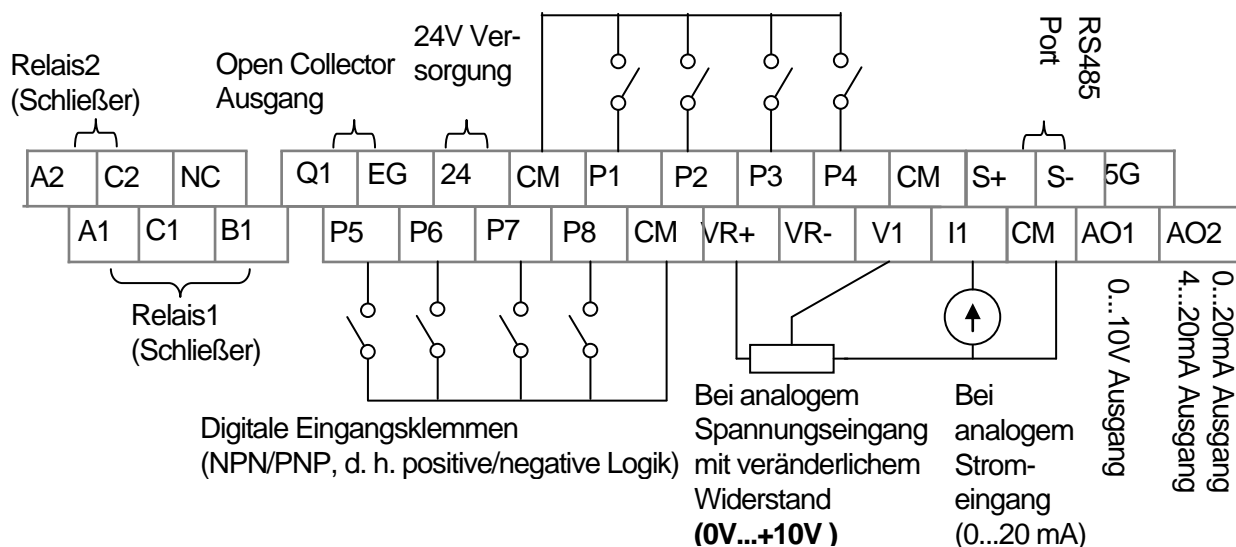 24V Ver-
sorgung
RS485
Port
Relais2
(Schließer)
Open Collector
Ausgang
A2 C2 NC Q1 EG 24 CM P1 P2 P3 P4 CM S+ S- 5G
A1 C1 B1 P5 P6 P7 P8 CM VR+ VR- V1 I1 CM AO1 AO2
Relais1
(Schließer)
Digitale Eingangsklemmen
(NPN/PNP, d. h. positive/negative Logik)
Bei analogem
Spannungseingang
mit veränderlichem
Widerstand
(0V...+10V )
Bei
analogem
Strom-
eingang
(0...20 mA)
0...10V Ausgang
0...20mA Ausgang
4...20mA Ausgang